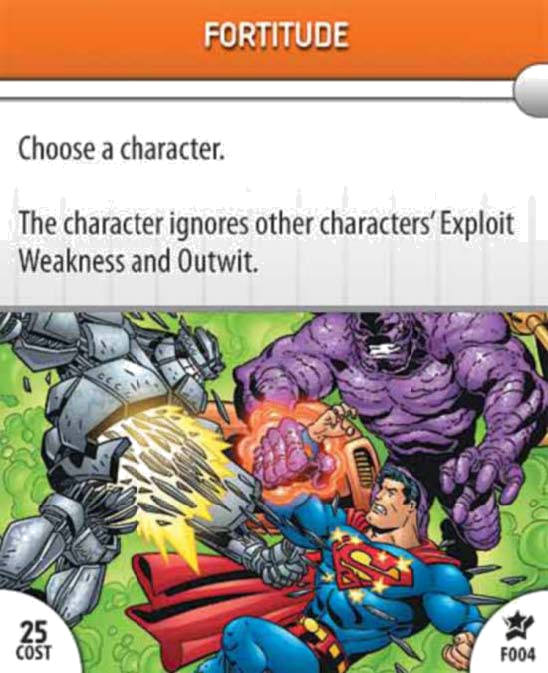 FORTITUDE
Choose a character.
The character ignores other characters' Exploit
Weakness and Outwit.
25
COST
F004